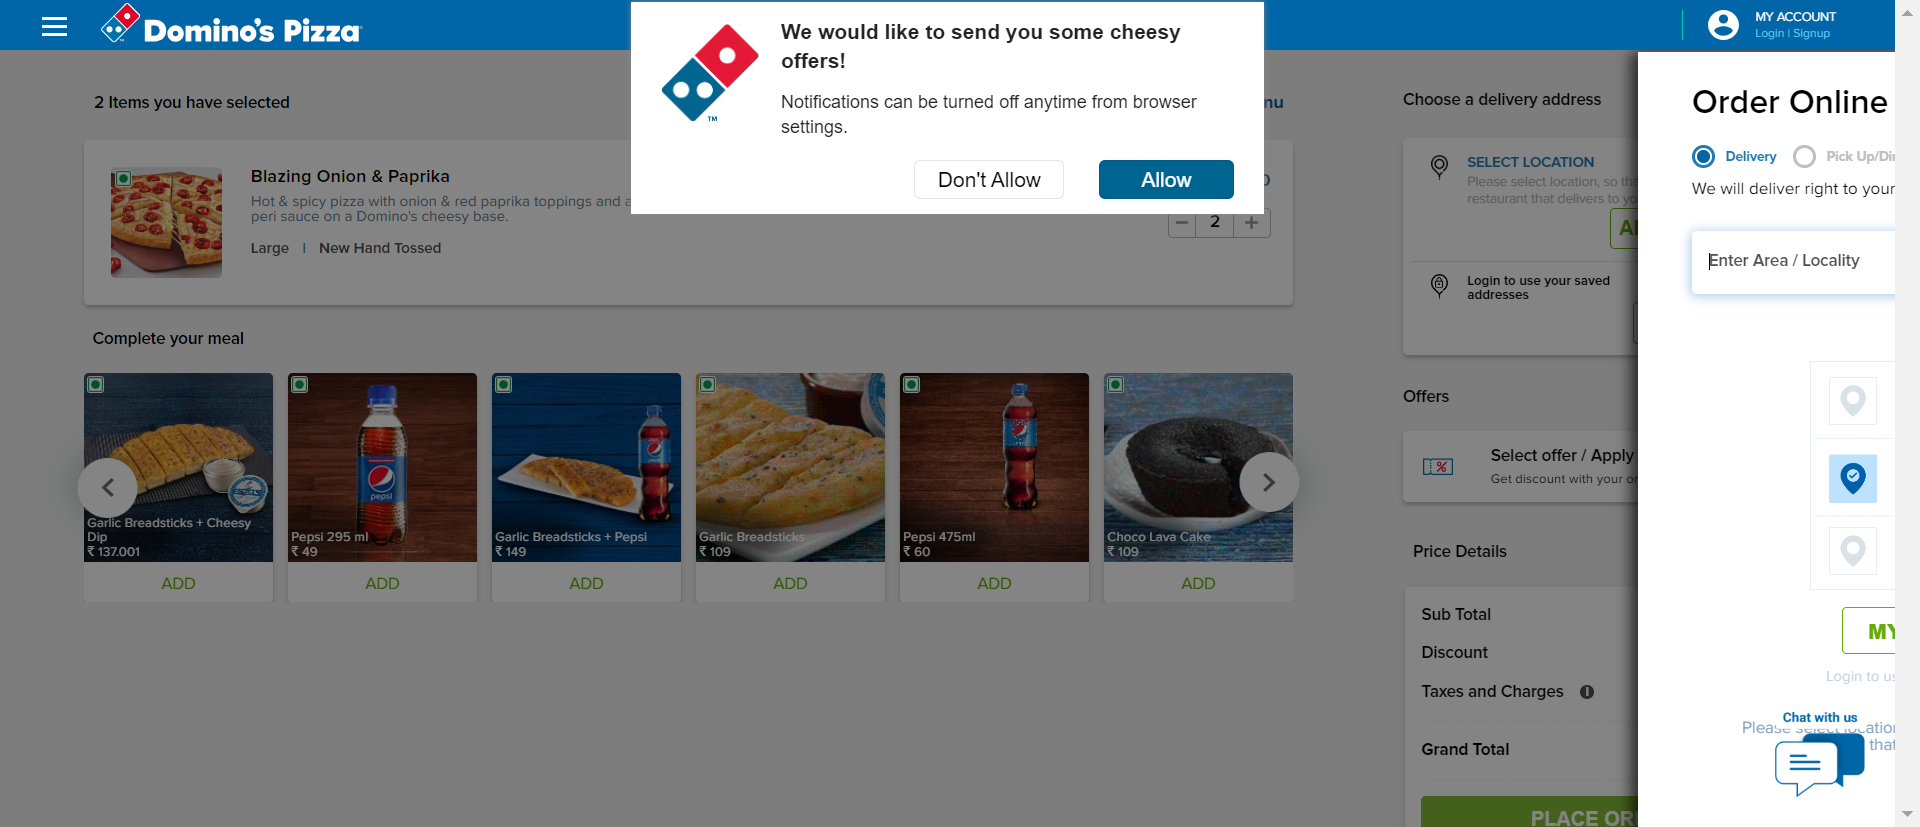 Domino's Pizza
MY ACCOUNT
Login | Signup
We would like to send you some cheesy
offers!
Notifications can be turned off anytime from browser
settings.
Don't Allow
Allow
2 Items you have selected
Blazing Onion & Paprika
Hot & spicy pizza with onion & red paprika toppings and a
peri sauce on a Domino's cheesy base.
Large | New Hand Tossed
2
Complete your meal
Garlic Breadsticks + Cheesy
Dip
₹ 137.001
ADD
Pepsi 295 ml
₹ 49
ADD
Garlic Breadsticks + Pepsi
₹ 149
ADD
Garlic Breadsticks
₹ 109
ADD
Pepsi 475ml
₹ 60
ADD
Choco Lava Cake
₹ 109
ADD
Choose a delivery address
SELECT LOCATION
Please select location, so tha
restaurant that delivers to yo
Login to use your saved
addresses
Offers
Select offer / Apply
Get discount with your or
Price Details
Sub Total
Discount
Taxes and Charges
Grand Total
PLACE OR
Order Online
Delivery
Pick Up/Di
We will deliver right to your
Enter Area / Locality
MY
Login to us
Chat with us
Please select location
that